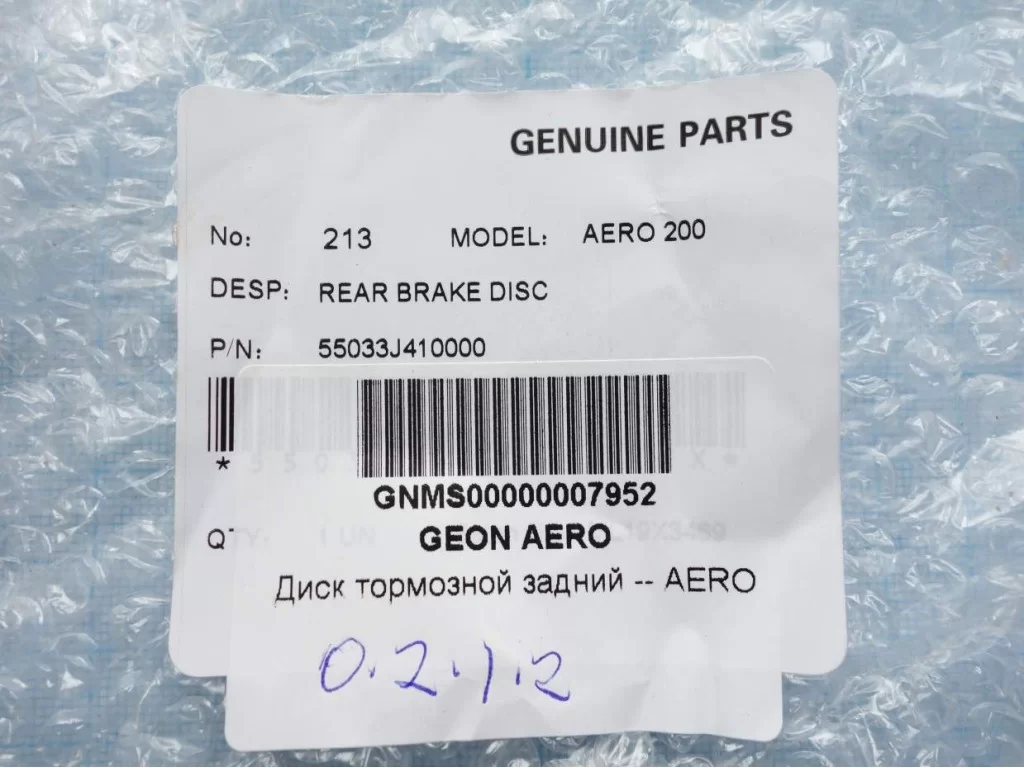 GENUINE PARTS
No: 213 MODEL: AERO 200
DESP: REAR BRAKE DISC
P/N: 55033J410000
GNMS00000007952
GEON AERO
Диск тормозной задний -- AERO
0.2.1.2